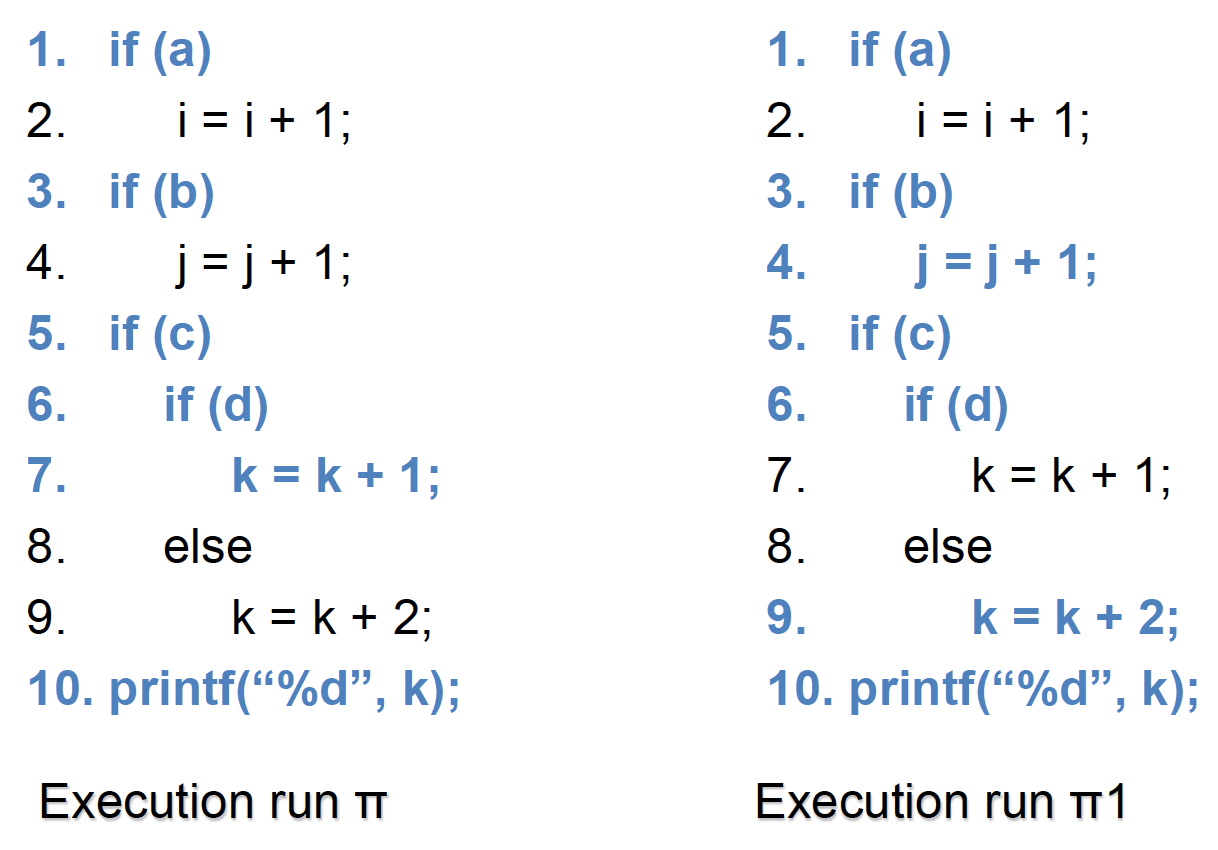 1. if (a)
2. i = i + 1;
3. if (b)
4. j = j + 1;
5. if (c)
6. if (d)
7. k = k + 1;
8. else
9. k = k + 2;
10. printf(“%d”, k);
Execution run π
1. if (a)
2. i = i + 1;
3. if (b)
4. j = j + 1;
5. if (c)
6. if (d)
7. k = k + 1;
8. else
9. k = k + 2;
10. printf(“%d”, k);
Execution run π1